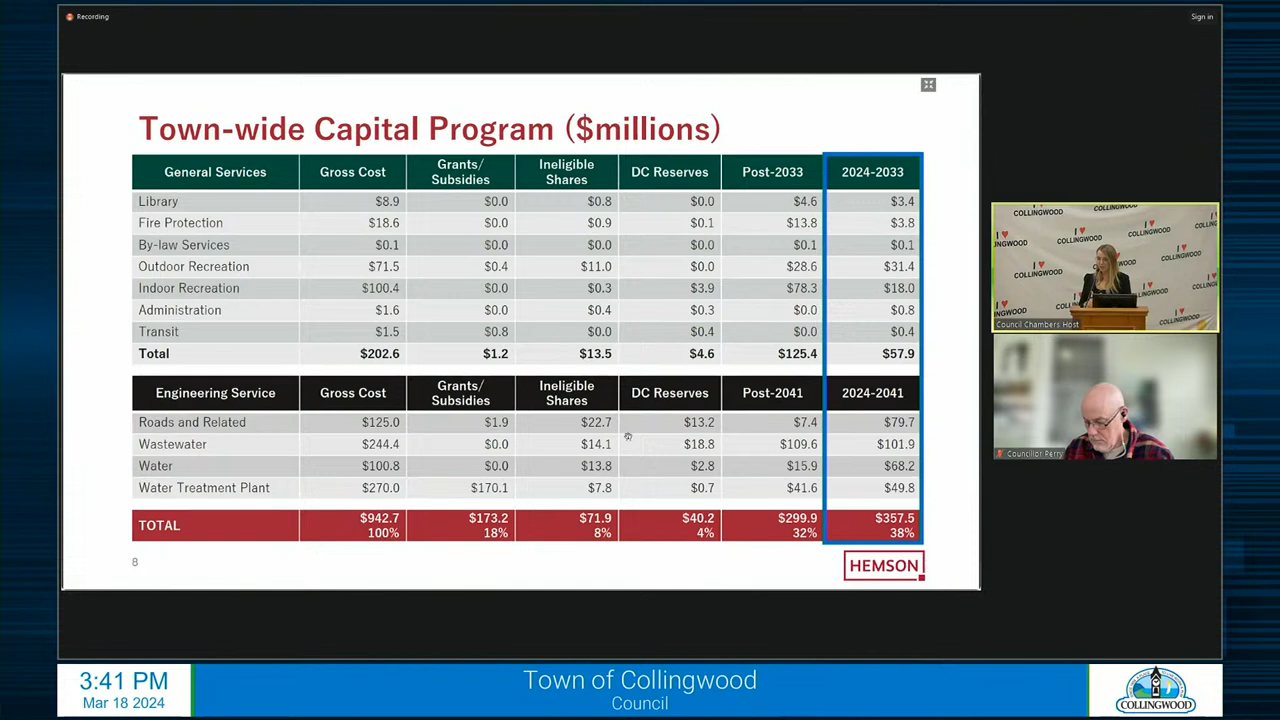 Recording
Sign in
Town-wide Capital Program ($millions)
General Services Gross Cost Grants/ Subsidies Ineligible Shares DC Reserves Post-2033 2024-2033
Library $8.9 $0.0 $0.8 $0.0 $4.6 $3.4
Fire Protection $18.6 $0.0 $0.9 $0.1 $13.8 $3.8
By-law Services $0.1 $0.0 $0.0 $0.0 $0.1 $0.1
Outdoor Recreation $71.5 $0.4 $11.0 $0.0 $28.6 $31.4
Indoor Recreation $100.4 $0.0 $0.3 $3.9 $78.3 $18.0
Administration $1.6 $0.0 $0.4 $0.3 $0.0 $0.8
Transit $1.5 $0.8 $0.0 $0.4 $0.0 $0.4
Total $202.6 $1.2 $13.5 $4.6 $125.4 $57.9
Engineering Service Gross Cost Grants/ Subsidies Ineligible Shares DC Reserves Post-2041 2024-2041
Roads and Related $125.0 $1.9 $22.7 $13.2 $7.4 $79.7
Wastewater $244.4 $0.0 $14.1 $18.8 $109.6 $101.9
Water $100.8 $0.0 $13.8 $2.8 $15.9 $68.2
Water Treatment Plant $270.0 $170.1 $7.8 $0.7 $41.6 $49.8
TOTAL $942.7 $173.2 $71.9 $40.2 $299.9 $357.5
100% 18% 8% 4% 32% 38%
8
HEMSON
I ♥ COLLINGWOOD
Council Chambers Host
Councillor Perry
3:41 PM
Mar 18 2024
Town of Collingwood
Council
COLLINGWOOD